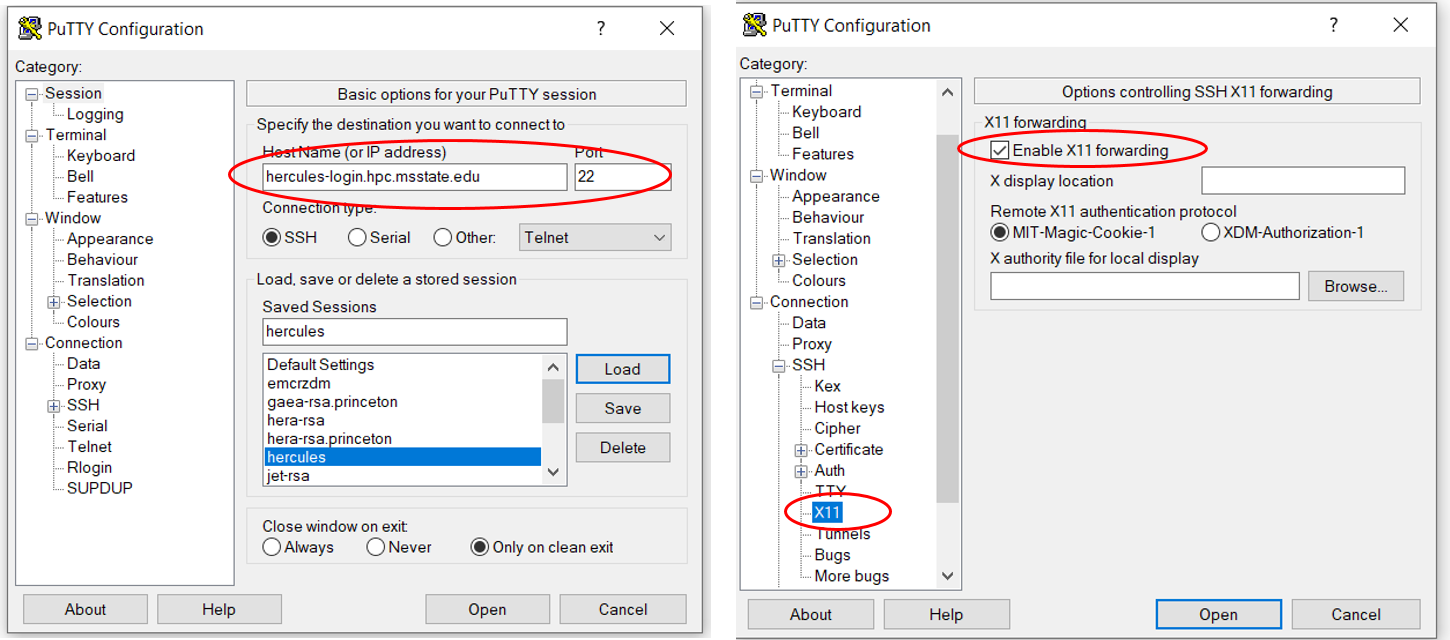 PuTTY Configuration
?
Category:
Session
Logging
Terminal
Keyboard
Bell
Features
Window
Appearance
Behaviour
Translation
Selection
Colours
Connection
Data
Proxy
SSH
Serial
Telnet
Rlogin
SUPDUP
Basic options for your PuTTY session
Specify the destination you want to connect to
Host Name (or IP address) Port
hercules-login.hpc.msstate.edu 22
Connection type:
SSH Serial Other: Telnet
Load, save or delete a stored session
Saved Sessions
hercules
Default Settings
emcrzdm
gaea-rsa.princeton
hera-rsa
hera-rsa.princeton
hercules
jet-rsa
Load
Save
Delete
Close window on exit:
Always Never Only on clean exit
About Help Open Cancel
PuTTY Configuration
?
Category:
Terminal
Keyboard
Bell
Features
Window
Appearance
Behaviour
Translation
Selection
Colours
Connection
Data
Proxy
SSH
Kex
Host keys
Cipher
Certificate
Auth
TTY
X11
Tunnels
Bugs
More bugs
Options controlling SSH X11 forwarding
X11 forwarding
Enable X11 forwarding
X display location
Remote X11 authentication protocol
MIT-Magic-Cookie-1 XDM-Authorization-1
X authority file for local display
Browse...
About Help Open Cancel